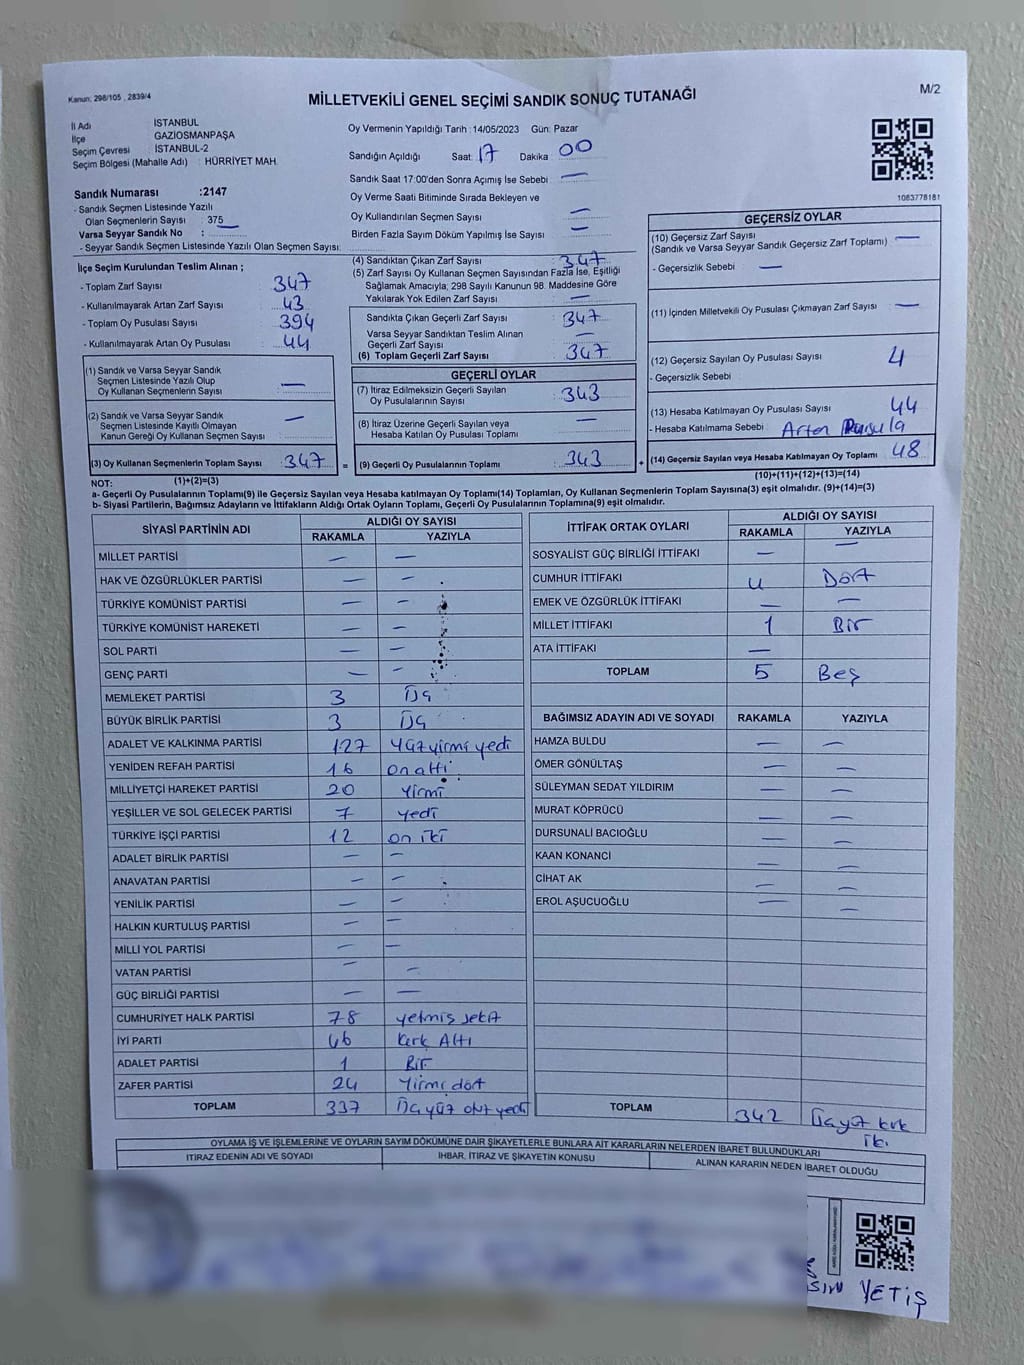 Kanun: 298/105 , 2839/4
M/2
MİLLETVEKİLİ GENEL SEÇİMİ SANDIK SONUÇ TUTANAĞI
İl Adı İSTANBUL
İlçe GAZİOSMANPAŞA
Seçim Çevresi : İSTANBUL-2
Seçim Bölgesi (Mahalle Adı) : HÜRRİYET MAH.
Oy Vermenin Yapıldığı Tarih :14/05/2023 Gün: Pazar
Sandığın Açıldığı Saat: 17 Dakika : 00
Sandık Saat 17:00'den Sonra Açımış İse Sebebi : —
Sandık Numarası :2147
- Sandık Seçmen Listesinde Yazılı
Olan Seçmenlerin Sayısı : 375
Varsa Seyyar Sandık No : —
- Seyyar Sandık Seçmen Listesinde Yazılı Olan Seçmen Sayısı:
Oy Verme Saati Bitiminde Sırada Bekleyen ve
Oy Kullandırılan Seçmen Sayısı : —
Birden Fazla Sayım Döküm Yapılmış İse Sayısı : —
1063778181
İlçe Seçim Kurulundan Teslim Alınan ;
- Toplam Zarf Sayısı : 347
- Kullanılmayarak Artan Zarf Sayısı : 43
- Toplam Oy Pusulası Sayısı : 394
- Kullanılmayarak Artan Oy Pusulası : 44
(1) Sandık ve Varsa Seyyar Sandık
Seçmen Listesinde Yazılı Olup
Oy Kullanan Seçmenlerin Sayısı : —
(2) Sandık ve Varsa Seyyar Sandık
Seçmen Listesinde Kayıtlı Olmayan
Kanun Gereği Oy Kullanan Seçmen Sayısı : —
(3) Oy Kullanan Seçmenlerin Toplam Sayısı : 347
(1)+(2)=(3)
(4) Sandıktan Çıkan Zarf Sayısı : 347
(5) Zarf Sayısı Oy Kullanan Seçmen Sayısından Fazla İse, Eşitliği
Sağlamak Amacıyla, 298 Sayılı Kanunun 98. Maddesine Göre
Yakılarak Yok Edilen Zarf Sayısı : —
Sandıkta Çıkan Geçerli Zarf Sayısı : 347
Varsa Seyyar Sandıktan Teslim Alınan
Geçerli Zarf Sayısı : —
(6) Toplam Geçerli Zarf Sayısı : 347
GEÇERLİ OYLAR
(7) İtiraz Edilmeksizin Geçerli Sayılan
Oy Pusulalarının Sayısı : 343
(8) İtiraz Üzerine Geçerli Sayılan veya
Hesaba Katılan Oy Pusulası Toplamı : —
= (9) Geçerli Oy Pusulalarının Toplamı : 343 +
GEÇERSİZ OYLAR
(10) Geçersiz Zarf Sayısı —
(Sandık ve Varsa Seyyar Sandık Geçersiz Zarf Toplamı) :
- Geçersizlik Sebebi : —
(11) İçinden Milletvekili Oy Pusulası Çıkmayan Zarf Sayısı : —
(12) Geçersiz Sayılan Oy Pusulası Sayısı : 4
- Geçersizlik Sebebi :
(13) Hesaba Katılmayan Oy Pusulası Sayısı : 44
- Hesaba Katılmama Sebebi : Artan Pusula
(14) Geçersiz Sayılan veya Hesaba Katılmayan Oy Toplamı : 48
(10)+(11)+(12)+(13)=(14)
NOT:
a- Geçerli Oy Pusulalarının Toplamı(9) ile Geçersiz Sayılan veya Hesaba katılmayan Oy Toplamı(14) Toplamları, Oy Kullanan Seçmenlerin Toplam Sayısına(3) eşit olmalıdır. (9)+(14)=(3)
b- Siyasi Partilerin, Bağımsız Adayların ve İttifakların Aldığı Ortak Oyların Toplamı, Geçerli Oy Pusulalarının Toplamına(9) eşit olmalıdır.
SİYASİ PARTİNİN ADI ALDIĞI OY SAYISI
RAKAMLA YAZIYLA
MİLLET PARTİSİ — —
HAK VE ÖZGÜRLÜKLER PARTİSİ — —
TÜRKİYE KOMÜNİST PARTİSİ — —
TÜRKİYE KOMÜNİST HAREKETİ — —
SOL PARTİ — —
GENÇ PARTİ — —
MEMLEKET PARTİSİ 3 Üç
BÜYÜK BİRLİK PARTİSİ 3 Üç
ADALET VE KALKINMA PARTİSİ 127 yüzyirmi yedi
YENİDEN REFAH PARTİSİ 16 on altı
MİLLİYETÇİ HAREKET PARTİSİ 20 yirmi
YEŞİLLER VE SOL GELECEK PARTİSİ 7 yedi
TÜRKİYE İŞÇİ PARTİSİ 12 on iki
ADALET BİRLİK PARTİSİ — —
ANAVATAN PARTİSİ — —
YENİLİK PARTİSİ — —
HALKIN KURTULUŞ PARTİSİ — —
MİLLİ YOL PARTİSİ — —
VATAN PARTİSİ — —
GÜÇ BİRLİĞİ PARTİSİ — —
CUMHURİYET HALK PARTİSİ 78 yetmiş sekiz
İYİ PARTİ 46 kırk Altı
ADALET PARTİSİ 1 Bir
ZAFER PARTİSİ 24 Yirmi dört
TOPLAM 337 Üçyüz otuz yedi
İTTİFAK ORTAK OYLARI ALDIĞI OY SAYISI
RAKAMLA YAZIYLA
SOSYALİST GÜÇ BİRLİĞİ İTTİFAKI — —
CUMHUR İTTİFAKI 4 Dört
EMEK VE ÖZGÜRLÜK İTTİFAKI — —
MİLLET İTTİFAKI 1 Bir
ATA İTTİFAKI —
TOPLAM 5 Beş
BAĞIMSIZ ADAYIN ADI VE SOYADI RAKAMLA YAZIYLA
HAMZA BULDU — —
ÖMER GÖNÜLTAŞ — —
SÜLEYMAN SEDAT YILDIRIM — —
MURAT KÖPRÜCÜ — —
DURSUNALİ BACIOĞLU — —
KAAN KONANCİ — —
CİHAT AK — —
EROL AŞUCUOĞLU — —
TOPLAM 342 Üçyüz kırk
iki
OYLAMA İŞ VE İŞLEMLERİNE VE OYLARIN SAYIM DÖKÜMÜNE DAİR ŞİKAYETLERLE BUNLARA AİT KARARLARIN NELERDEN İBARET BULUNDUKLARI
İTİRAZ EDENİN ADI VE SOYADI İHBAR, İTİRAZ VE ŞİKAYETİN KONUSU ALINAN KARARIN NEDEN İBARET OLDUĞU
YETİŞ